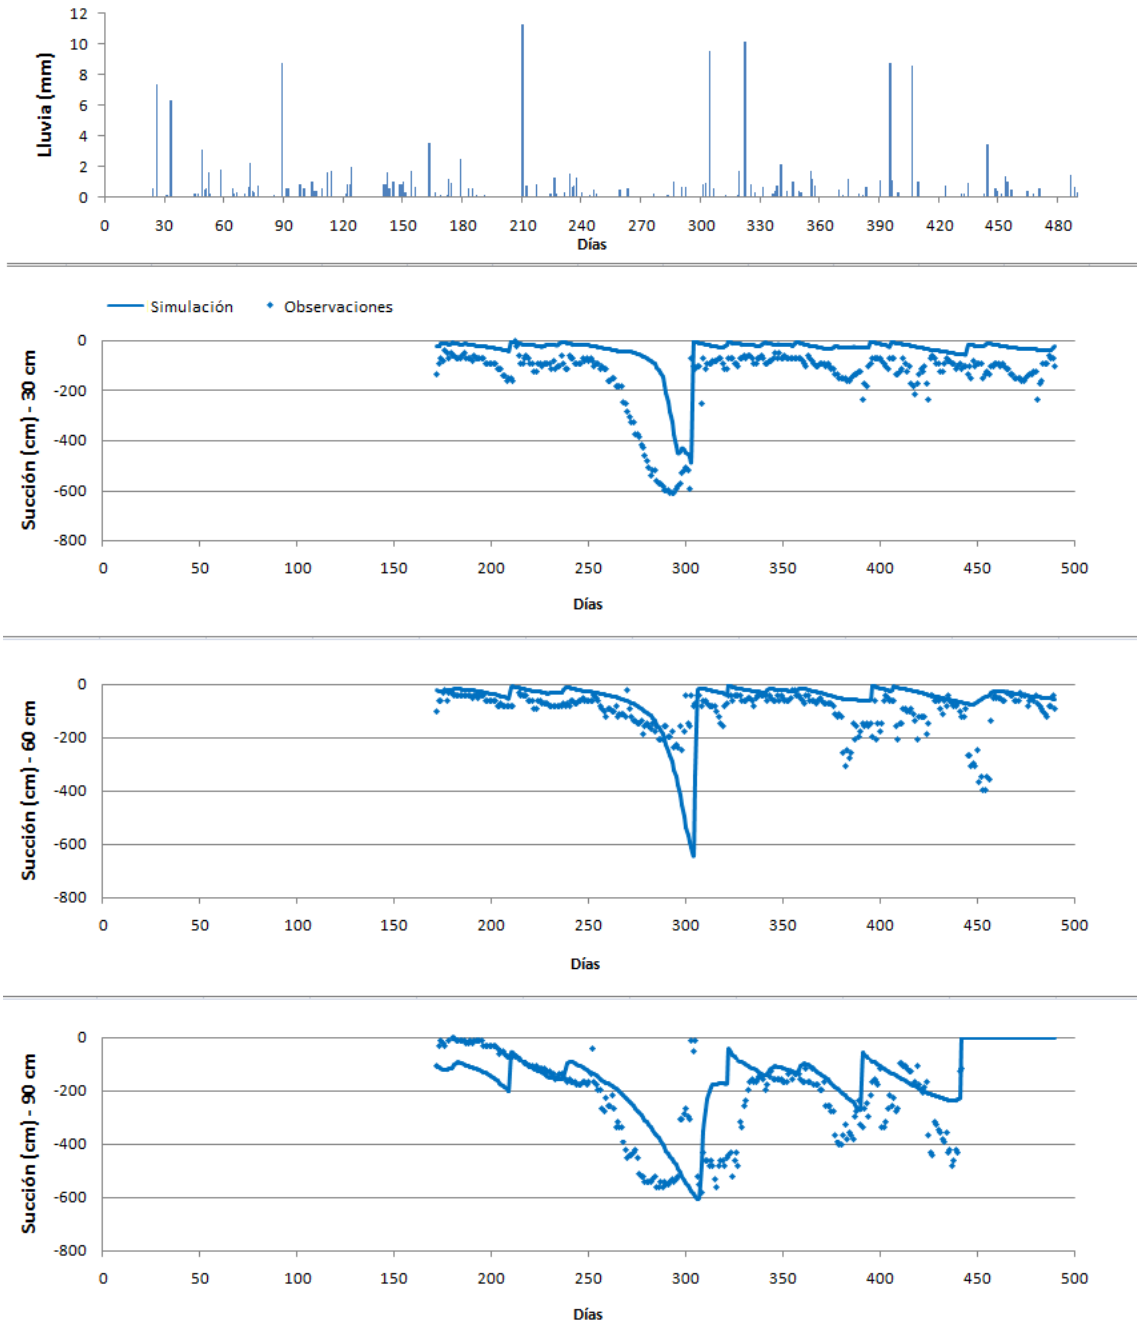 Lluvia (mm)
12
10
8
6
4
2
0
0 30 60 90 120 150 180 210 240 270 300 330 360 390 420 450 480
Días
Simulación Observaciones
Succión (cm) - 30 cm
0
-200
-400
-600
-800
0 50 100 150 200 250 300 350 400 450 500
Días
Succión (cm) - 60 cm
0
-200
-400
-600
-800
0 50 100 150 200 250 300 350 400 450 500
Días
Succión (cm) - 90 cm
0
-200
-400
-600
-800
0 50 100 150 200 250 300 350 400 450 500
Días